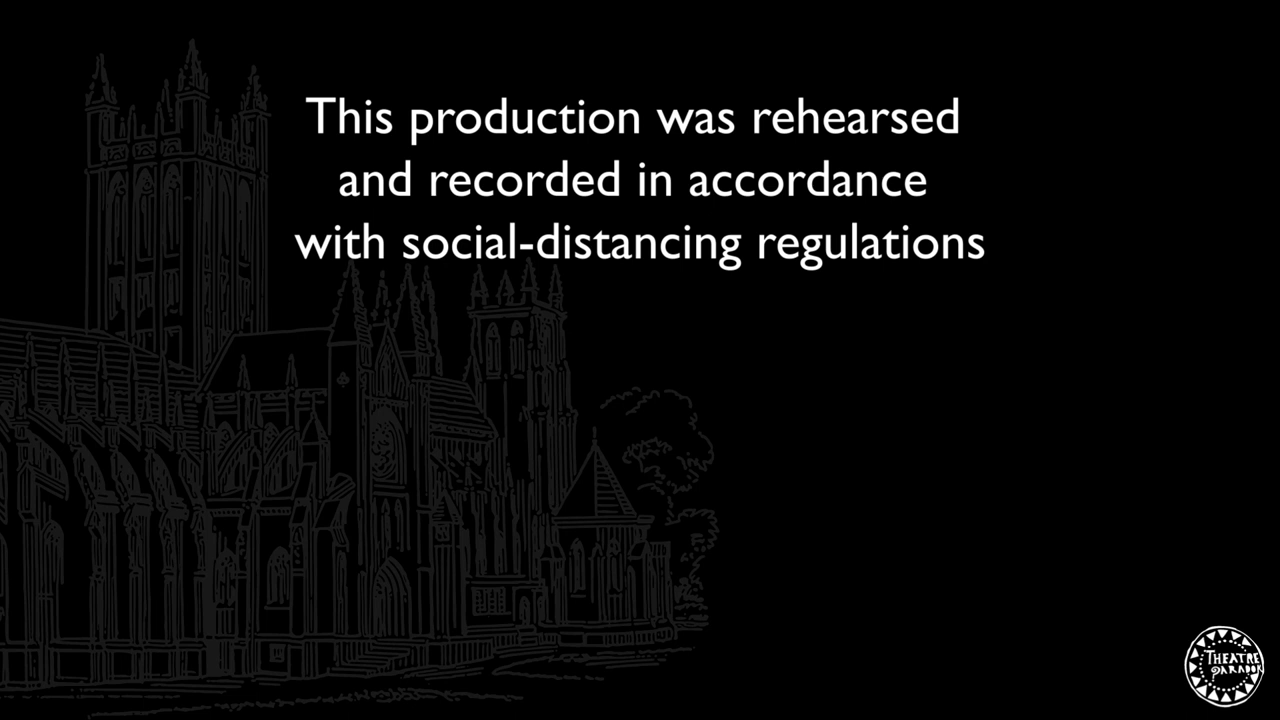 This production was rehearsed
and recorded in accordance
with social-distancing regulations
THEATRE
PARADOX